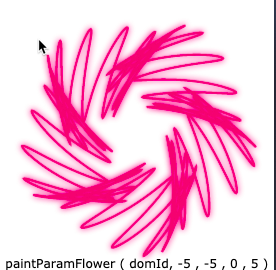 paintParamFlower ( domId, -5 , -5 , 0 , 5 )